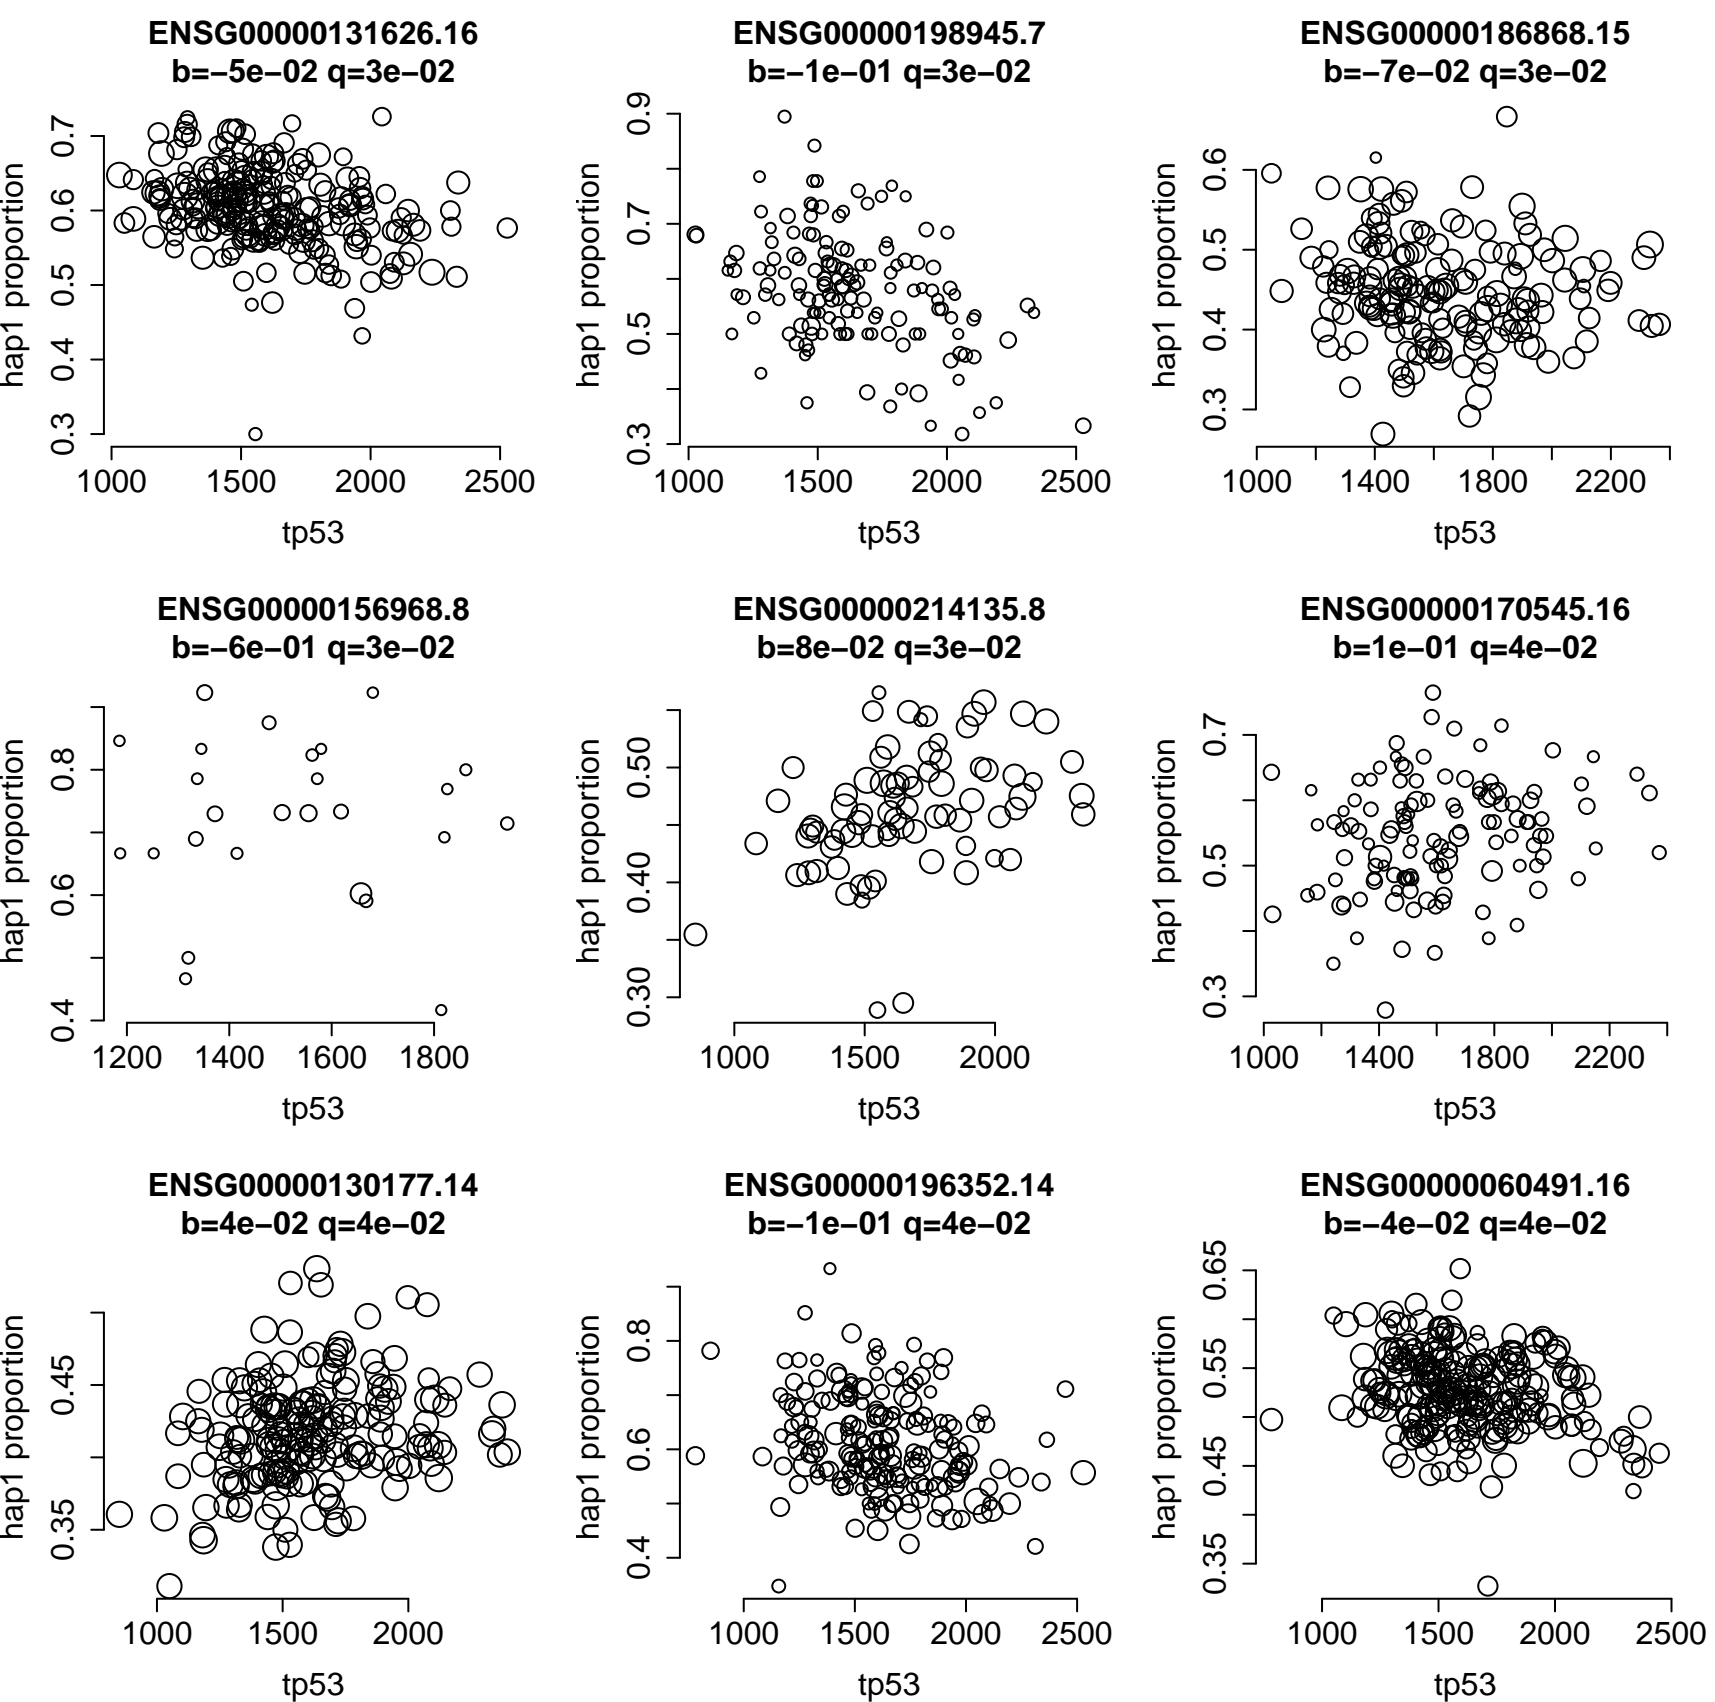 ENSG00000131626.16
b=−5e−02 q=3e−02
hap1 proportion
0.3 0.4 0.5 0.6 0.7
1000 1500 2000 2500
tp53
ENSG00000198945.7
b=−1e−01 q=3e−02
hap1 proportion
0.3 0.5 0.7 0.9
1000 1500 2000 2500
tp53
ENSG00000186868.15
b=−7e−02 q=3e−02
hap1 proportion
0.3 0.4 0.5 0.6
1000 1400 1800 2200
tp53
ENSG00000156968.8
b=−6e−01 q=3e−02
hap1 proportion
0.4 0.6 0.8
1200 1400 1600 1800
tp53
ENSG00000214135.8
b=8e−02 q=3e−02
hap1 proportion
0.30 0.40 0.50
1000 1500 2000
tp53
ENSG00000170545.16
b=1e−01 q=4e−02
hap1 proportion
0.3 0.5 0.7
1000 1400 1800 2200
tp53
ENSG00000130177.14
b=4e−02 q=4e−02
hap1 proportion
0.35 0.45
1000 1500 2000
tp53
ENSG00000196352.14
b=−1e−01 q=4e−02
hap1 proportion
0.4 0.6 0.8
1000 1500 2000 2500
tp53
ENSG00000060491.16
b=−4e−02 q=4e−02
hap1 proportion
0.35 0.45 0.55 0.65
1000 1500 2000 2500
tp53